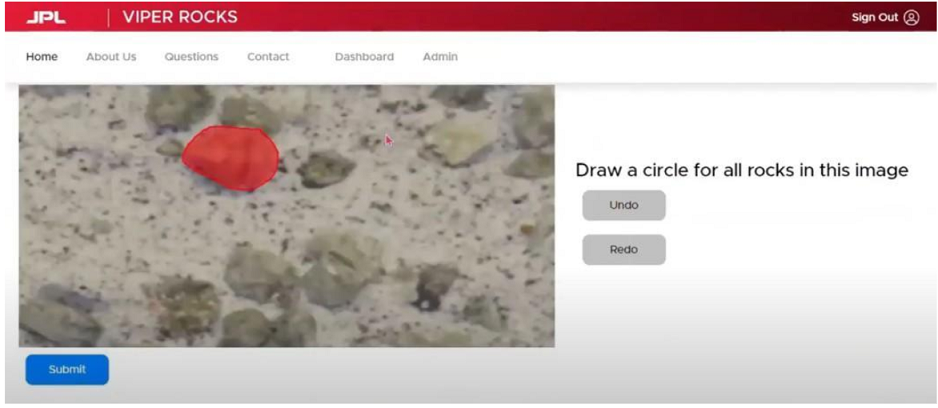 JPL | VIPER ROCKS Sign Out
Home About Us Questions Contact Dashboard Admin
Draw a circle for all rocks in this image
Undo
Redo
Submit